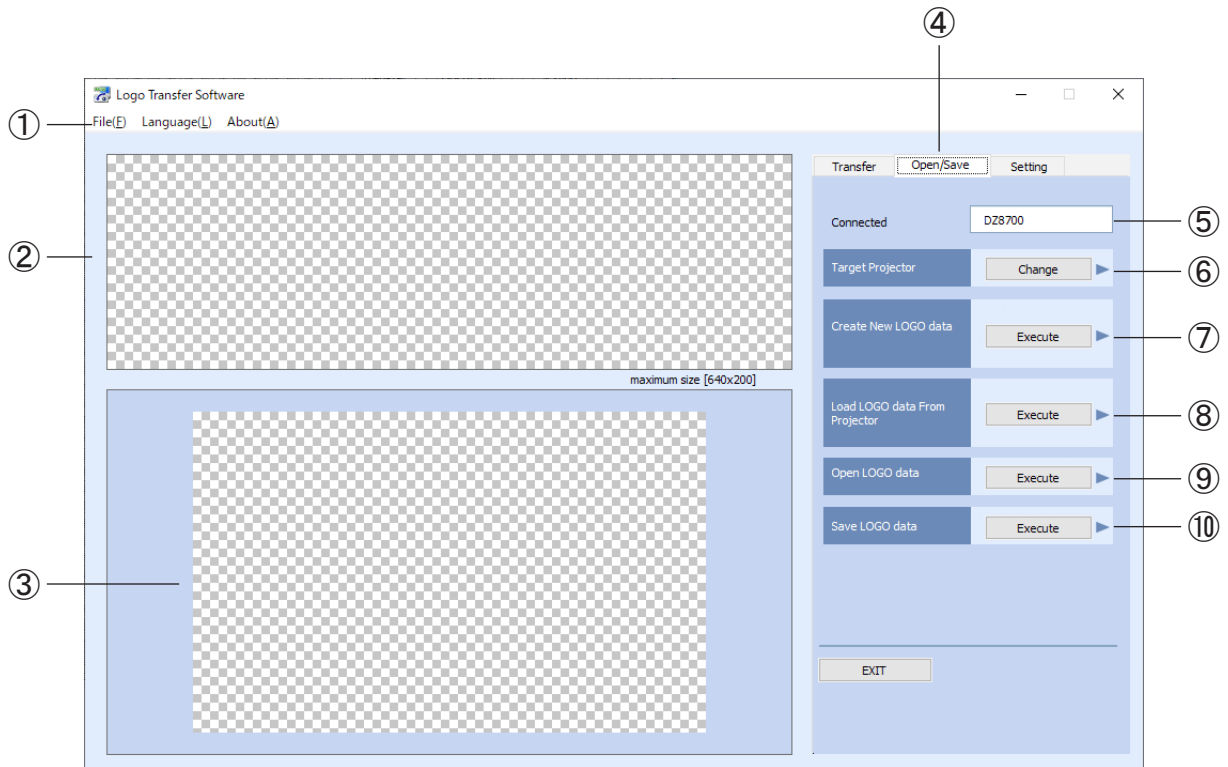 ④
Logo Transfer Software
① File(F) Language(L) About(A)
Transfer Open/Save Setting
Connected DZ8700 ⑤
②
Target Projector Change ⑥
Create New LOGO data Execute ⑦
maximum size [640x200]
Load LOGO data From
Projector Execute ⑧
Open LOGO data Execute ⑨
Save LOGO data Execute ⑩
③
EXIT